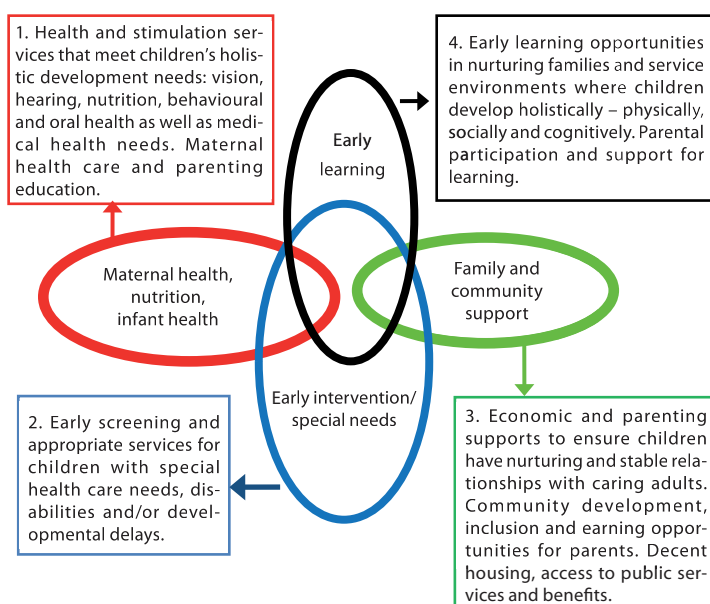 1. Health and stimulation ser-
vices that meet children's holis-
tic development needs: vision,
hearing, nutrition, behavioural
and oral health as well as medi-
cal health needs. Maternal
health care and parenting
education.
4. Early learning opportunities
in nurturing families and service
environments where children
develop holistically – physically,
socially and cognitively. Parental
participation and support for
learning.
Early
learning
Maternal health,
nutrition,
infant health
Family and
community
support
Early intervention/
special needs
2. Early screening and
appropriate services for
children with special
health care needs, dis-
abilities and/or devel-
opmental delays.
3. Economic and parenting
supports to ensure children
have nurturing and stable rela-
tionships with caring adults.
Community development,
inclusion and earning oppor-
tunities for parents. Decent
housing, access to public ser-
vices and benefits.